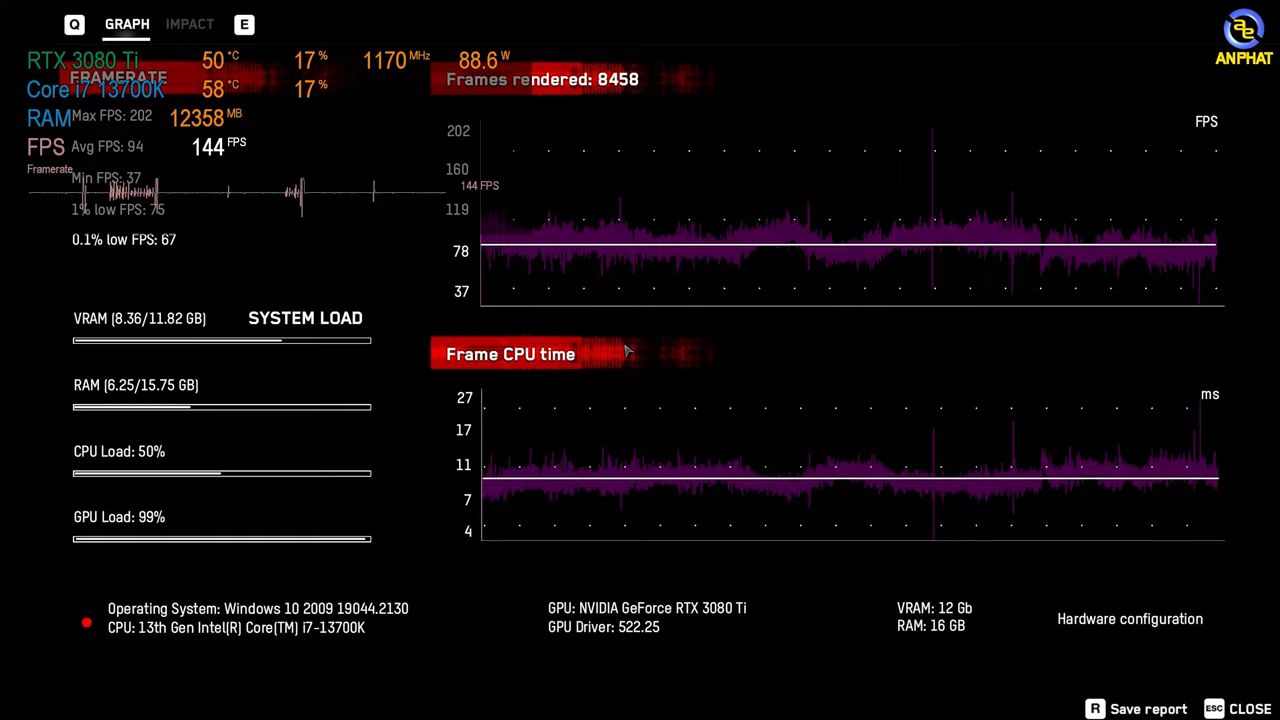 Q GRAPH IMPACT E
ae
ANPHAT
RTX 3080 Ti 50 °C 17 % 1170 MHz 88.6 W
FRAMERATE
Core i7 13700K 58 °C 17 %
RAM 12358 MB
Max FPS: 202
FPS 144 FPS
Avg FPS: 94
Framerate
Min FPS: 37
144 FPS
1% low FPS: 75
0.1% low FPS: 67
Frames rendered: 8458
FPS
202
160
119
78
37
VRAM (8.36/11.82 GB) SYSTEM LOAD
RAM (6.25/15.75 GB)
CPU Load: 50%
GPU Load: 99%
Frame CPU time
ms
27
17
11
7
4
Operating System: Windows 10 2009 19044.2130
CPU: 13th Gen Intel(R) Core(TM) i7-13700K
GPU: NVIDIA GeForce RTX 3080 Ti
GPU Driver: 522.25
VRAM: 12 Gb
RAM: 16 GB
Hardware configuration
R Save report ESC CLOSE